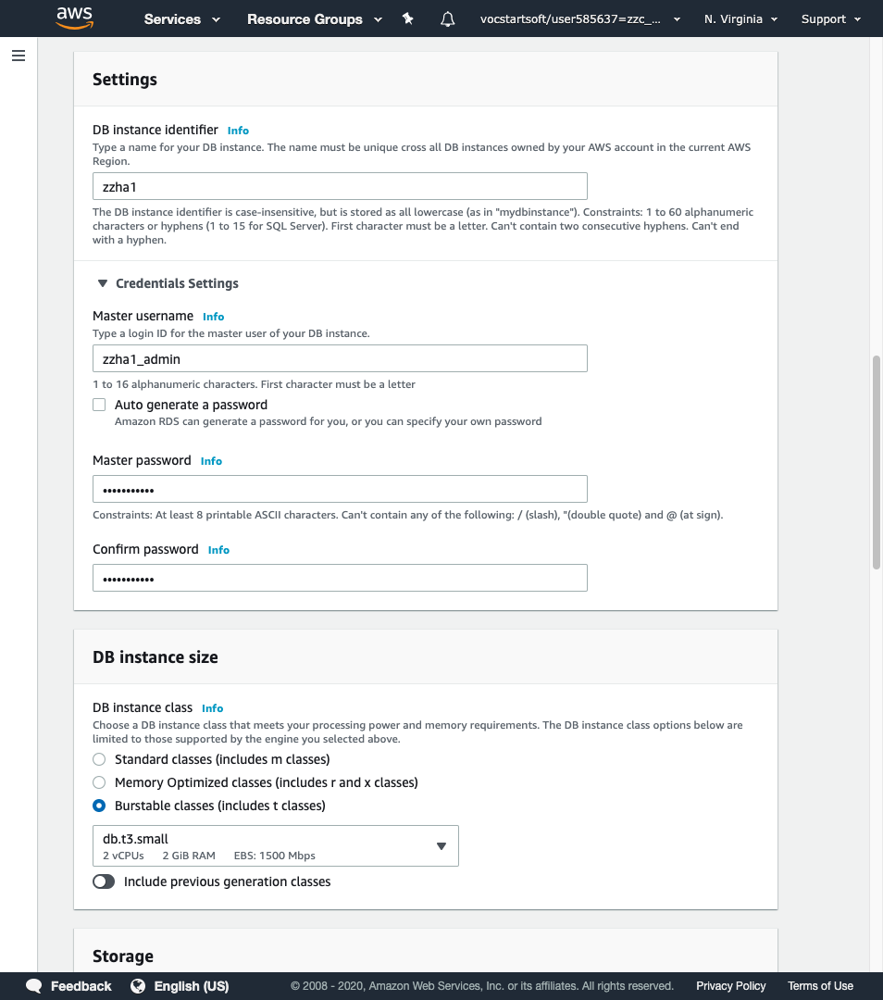 aws
Services
Resource Groups
vocstartsoft/user585637=zzc_...
N. Virginia
Support
Settings
DB instance identifier Info
Type a name for your DB instance. The name must be unique cross all DB instances owned by your AWS account in the current AWS
Region.
zzha1
The DB instance identifier is case-insensitive, but is stored as all lowercase (as in "mydbinstance"). Constraints: 1 to 60 alphanumeric
characters or hyphens (1 to 15 for SQL Server). First character must be a letter. Can't contain two consecutive hyphens. Can't end
with a hyphen.
Credentials Settings
Master username Info
Type a login ID for the master user of your DB instance.
zzha1_admin
1 to 16 alphanumeric characters. First character must be a letter
Auto generate a password
Amazon RDS can generate a password for you, or you can specify your own password
Master password Info
•••••••••••
Constraints: At least 8 printable ASCII characters. Can't contain any of the following: / (slash), "(double quote) and @ (at sign).
Confirm password Info
•••••••••••
DB instance size
DB instance class Info
Choose a DB instance class that meets your processing power and memory requirements. The DB instance class options below are
limited to those supported by the engine you selected above.
Standard classes (includes m classes)
Memory Optimized classes (includes r and x classes)
Burstable classes (includes t classes)
db.t3.small
2 vCPUs 2 GiB RAM EBS: 1500 Mbps
Include previous generation classes
Storage
Feedback
English (US)
© 2008 - 2020, Amazon Web Services, Inc. or its affiliates. All rights reserved.
Privacy Policy
Terms of Use